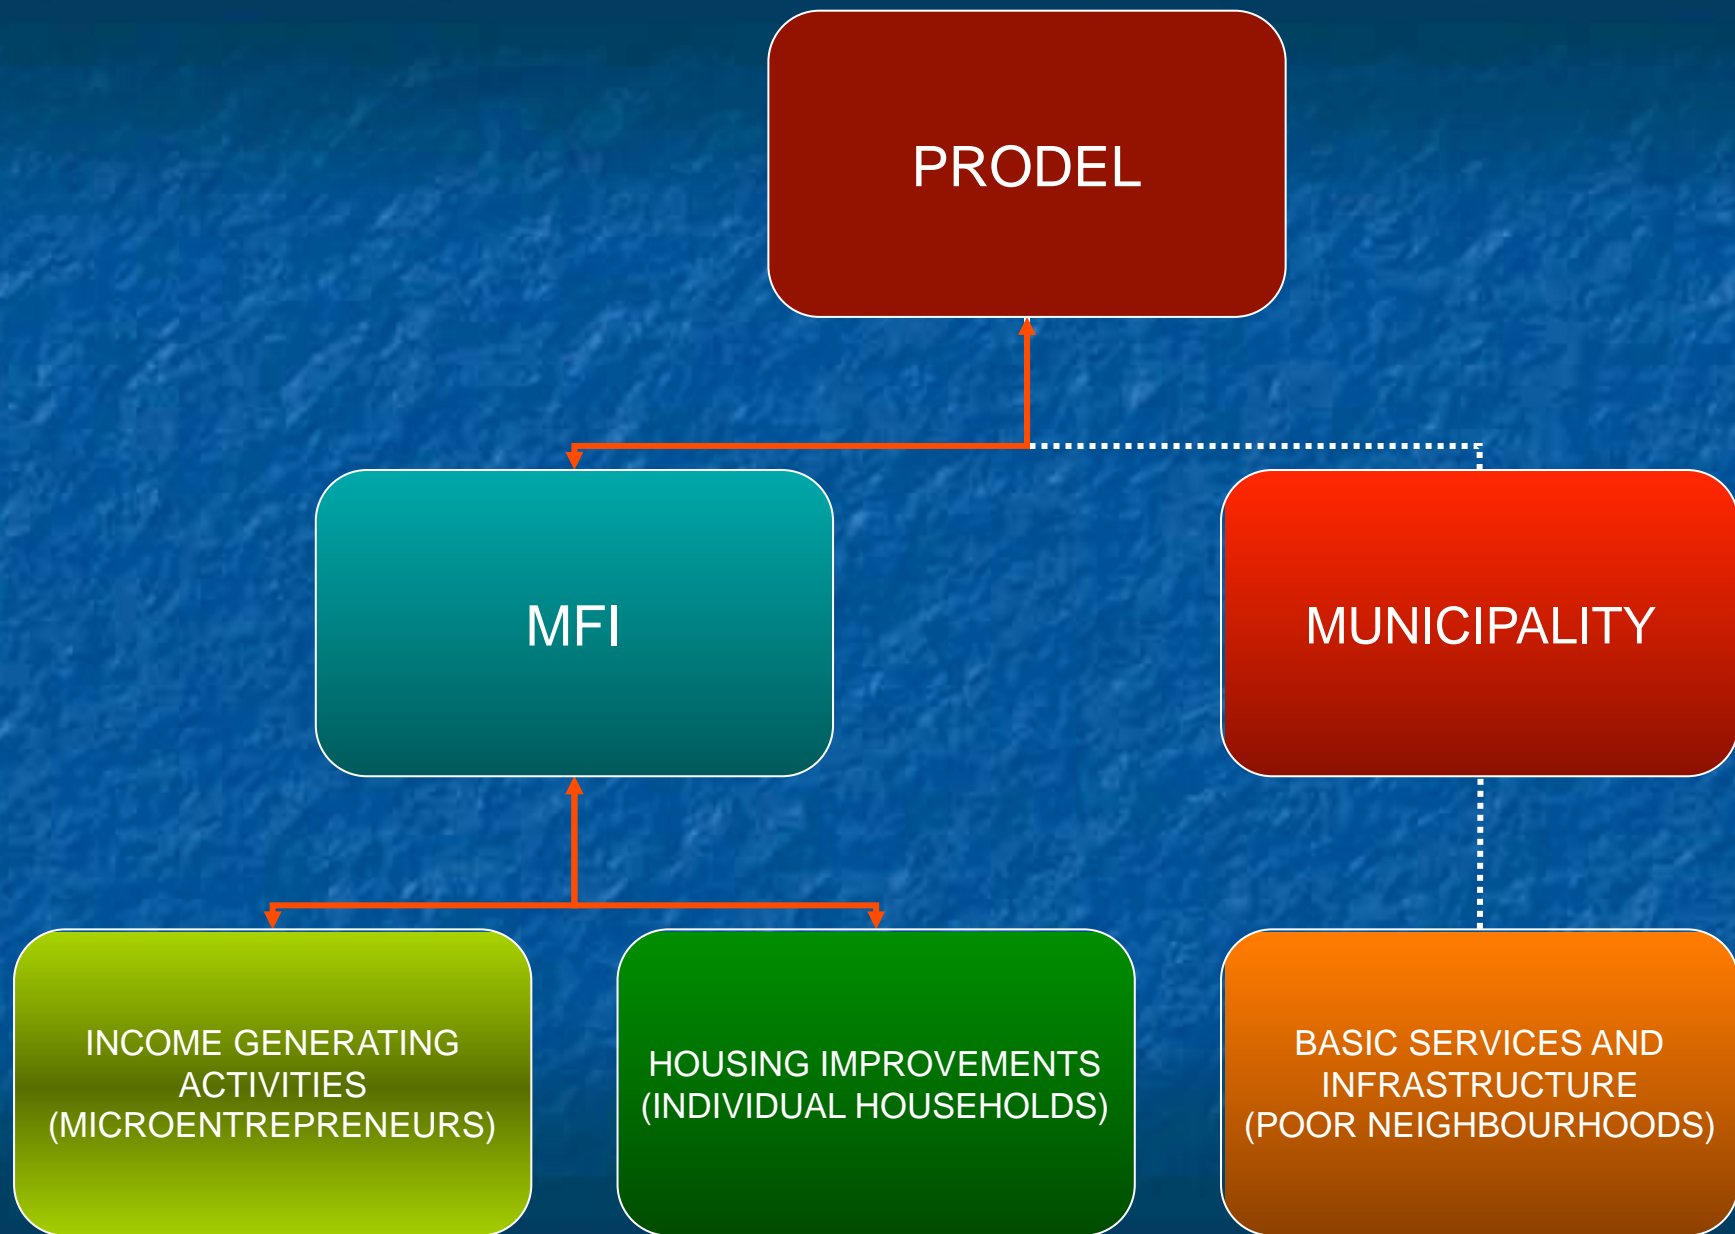 PRODEL
MFI
MUNICIPALITY
INCOME GENERATING
ACTIVITIES
(MICROENTREPRENEURS)
HOUSING IMPROVEMENTS
(INDIVIDUAL HOUSEHOLDS)
BASIC SERVICES AND
INFRASTRUCTURE
(POOR NEIGHBOURHOODS)